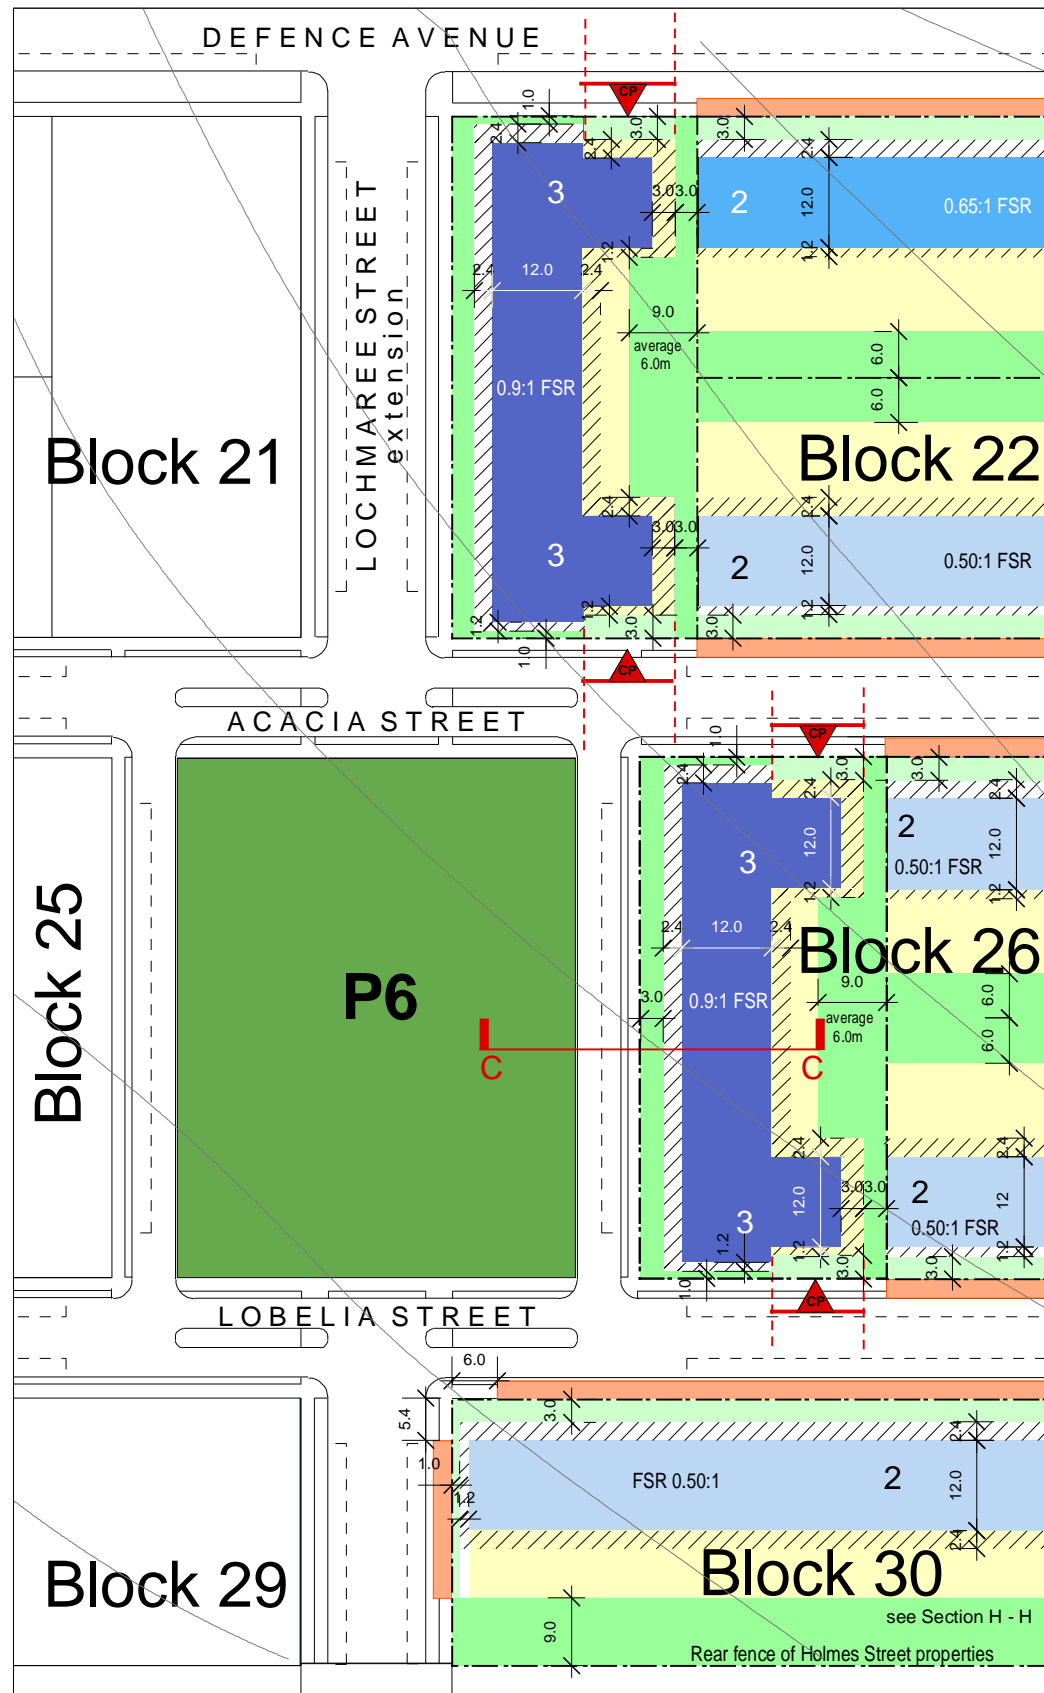 DEFENCE AVENUE
CP
1.0
3.0
3.0
2.4
2.4
2.4
3
3.0
3.0
2
12.0
0.65:1 FSR
1.2
1.2
2.4
12.0
2.4
LOCHMAREE STREET
extension
9.0
average
6.0m
6.0
6.0
0.9:1 FSR
Block 21
Block 22
2.4
2.4
3
3.0
3.0
2
12.0
0.50:1 FSR
1.2
1.2
1.2
3.0
3.0
1.0
CP
ACACIA STREET
CP
1.0
3.0
3.0
2.4
2.4
2.4
2
3
12.0
12.0
0.50:1 FSR
1.2
1.2
Block 25
2.4
12.0
2.4
Block 26
P6
3.0
0.9:1 FSR
9.0
average
6.0m
6.0
6.0
C
C
2.4
2.4
3.0
3.0
2
12.0
12
3
0.50:1 FSR
1.2
1.2
1.2
3.0
3.0
1.0
CP
LOBELIA STREET
6.0
5.4
3.0
2.4
1.0
FSR 0.50:1
2
12.0
1.2
2.4
Block 29
Block 30
see Section H - H
9.0
Rear fence of Holmes Street properties